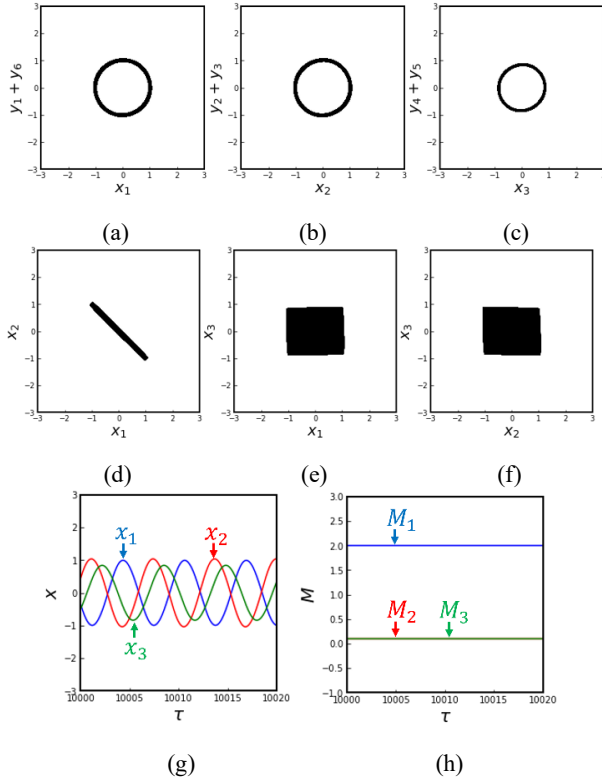 3
2
1
0
−1
−2
−3
y₁ + y₆
−3 −2 −1 0 1 2 3
x₁
(a)
3
2
1
0
−1
−2
−3
y₂ + y₃
−3 −2 −1 0 1 2 3
x₂
(b)
3
2
1
0
−1
−2
−3
y₄ + y₅
−3 −2 −1 0 1 2 3
x₃
(c)
3
2
1
0
−1
−2
−3
x₂
−3 −2 −1 0 1 2 3
x₁
(d)
3
2
1
0
−1
−2
−3
x₃
−3 −2 −1 0 1 2 3
x₁
(e)
3
2
1
0
−1
−2
−3
x₃
−3 −2 −1 0 1 2 3
x₂
(f)
3
2
1
0
−1
−2
−3
x
x₁
x₂
x₃
10000 10005 10010 10015 10020
τ
(g)
3.0
2.5
2.0
1.5
1.0
0.5
0.0
−0.5
−1.0
M
M₁
M₂
M₃
10000 10005 10010 10015 10020
τ
(h)